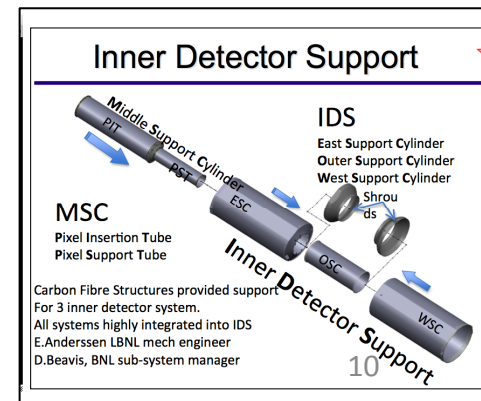 Inner Detector Support
Middle Support Cylinder
PIT
PST
IDS
East Support Cylinder
Outer Support Cylinder
West Support Cylinder
Shrou
ds
ESC
MSC
Pixel Insertion Tube
Pixel Support Tube
OSC
Inner Detector Support
WSC
Carbon Fibre Structures provided support
For 3 inner detector system.
All systems highly integrated into IDS
E.Anderssen LBNL mech engineer
D.Beavis, BNL sub-system manager
10